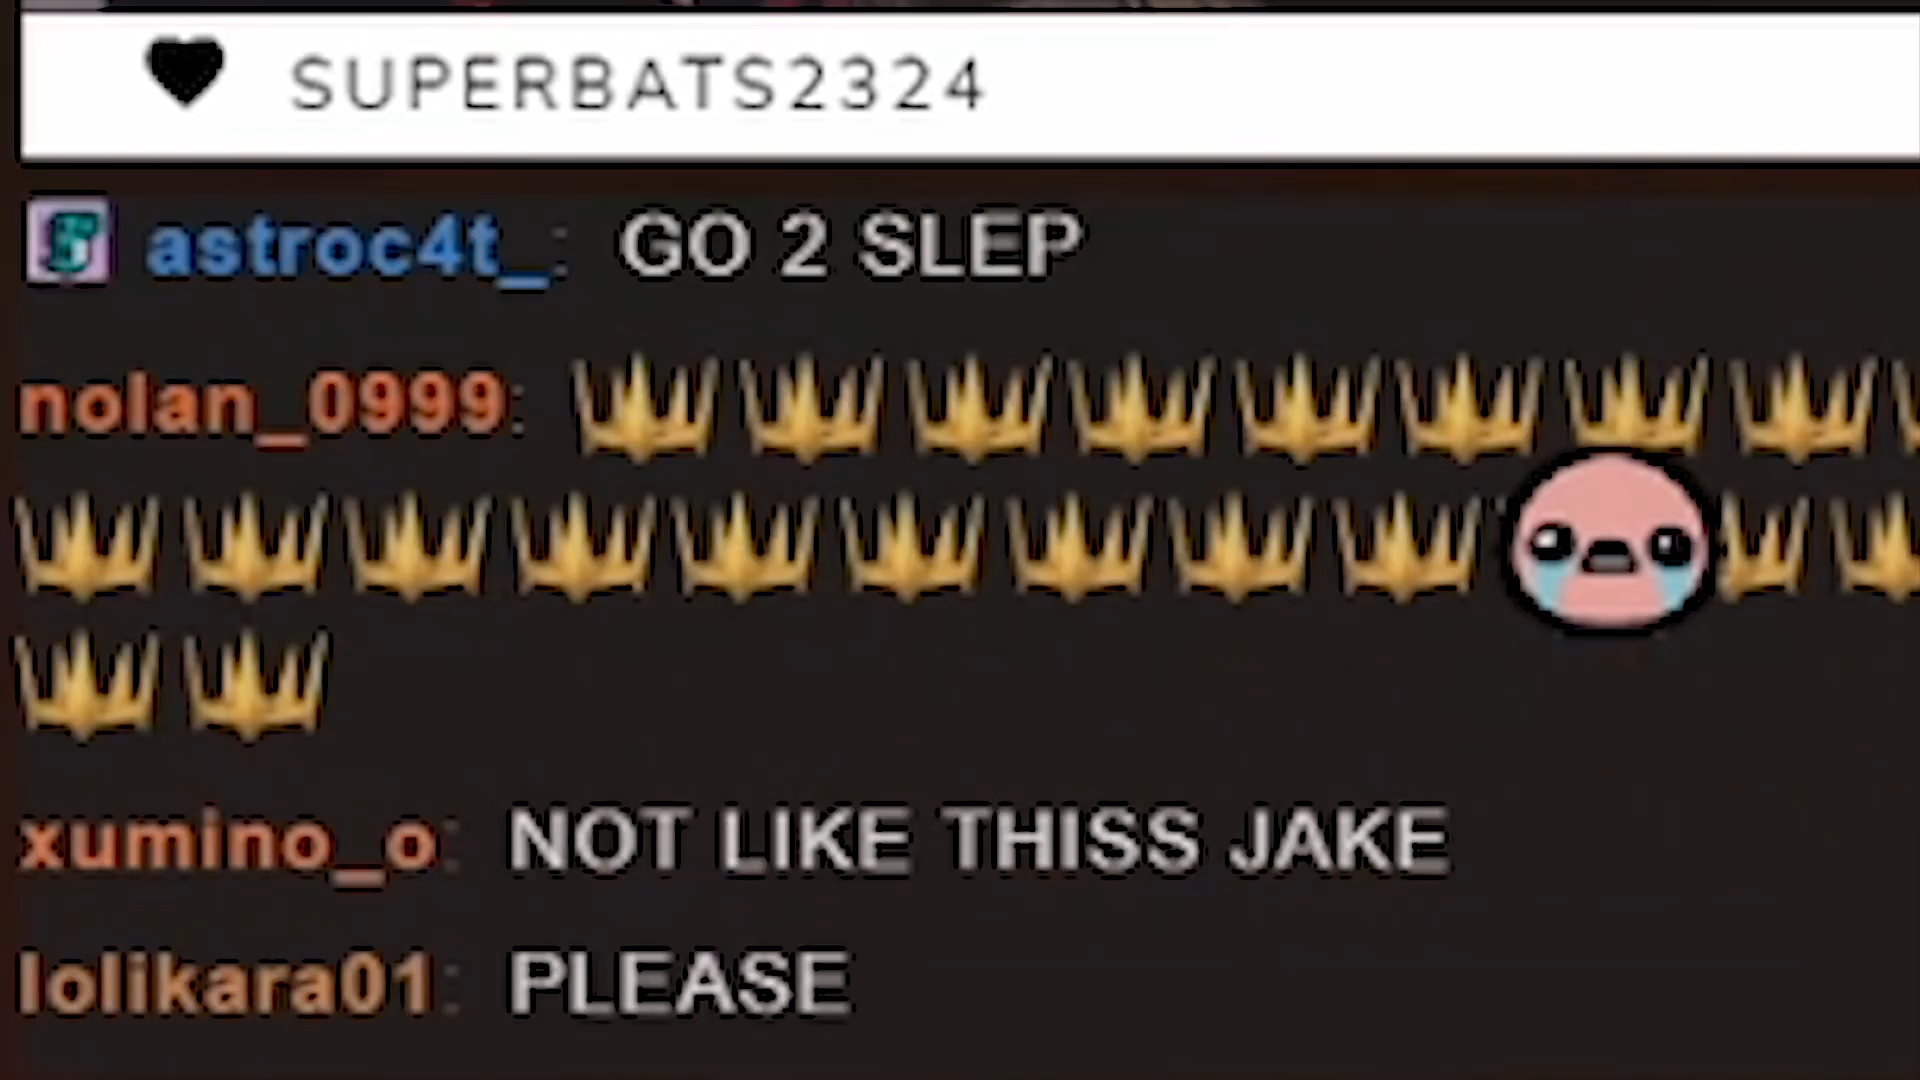 SUPERBATS2324
astroc4t_: GO 2 SLEP
nolan_0999:
xumino_o: NOT LIKE THISS JAKE
lolikara01: PLEASE